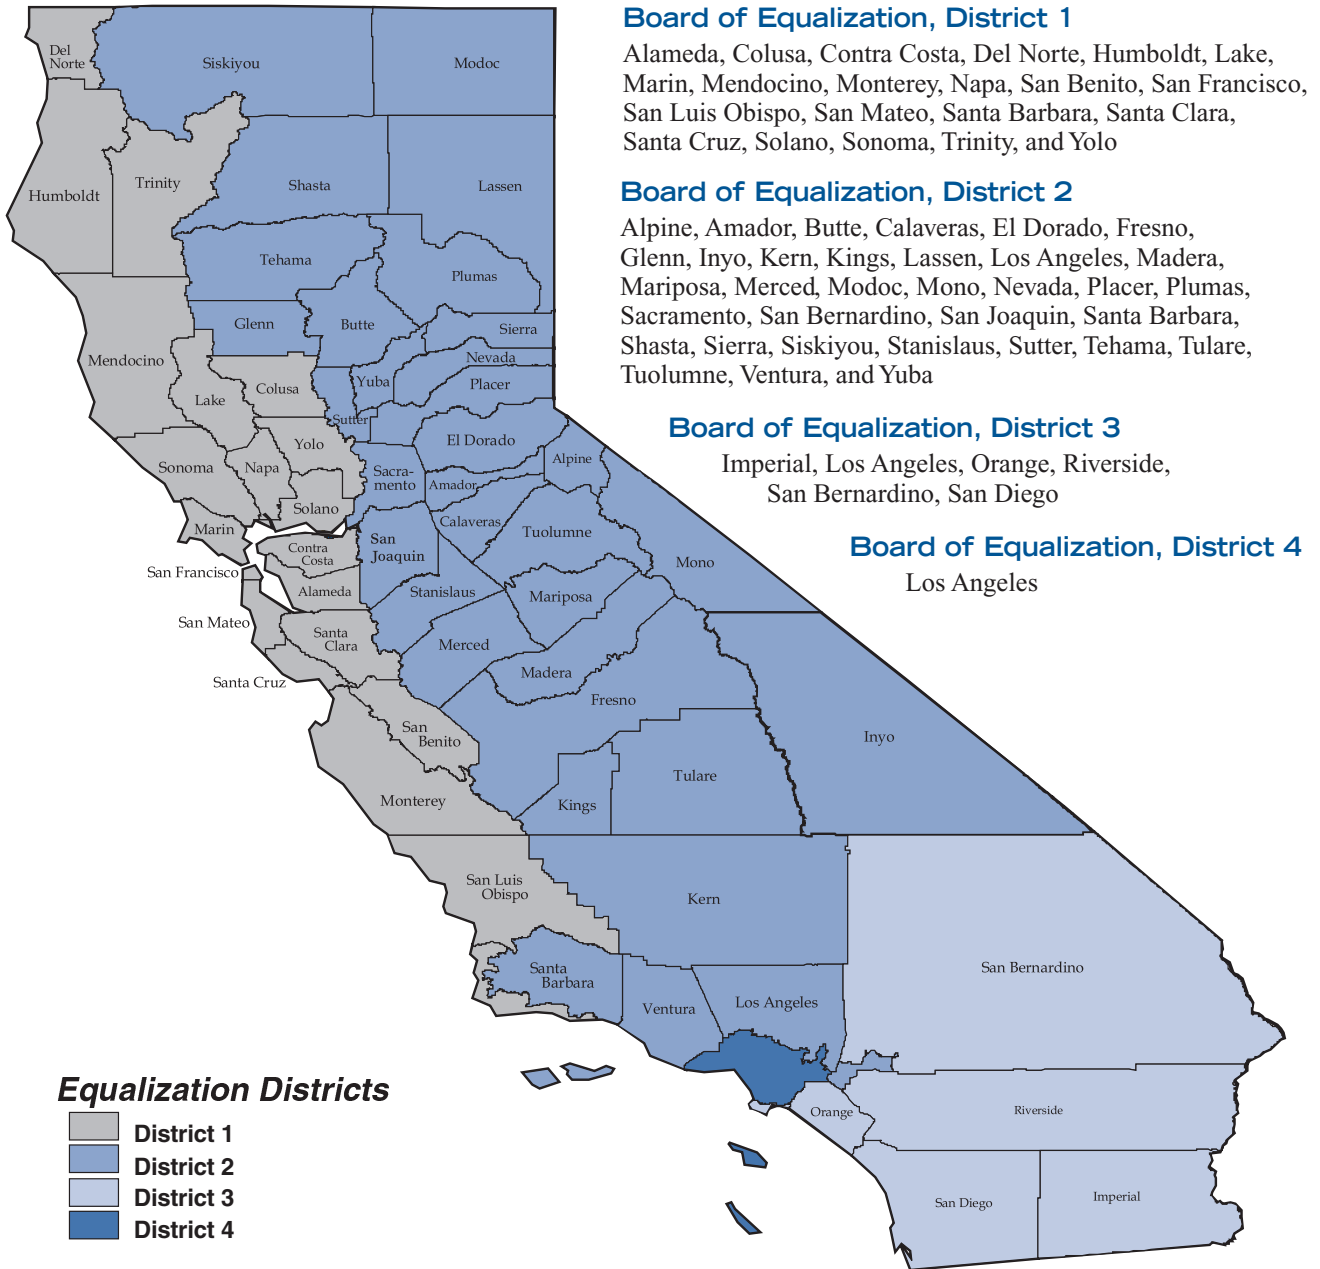 Board of Equalization, District 1
Alameda, Colusa, Contra Costa, Del Norte, Humboldt, Lake,
Marin, Mendocino, Monterey, Napa, San Benito, San Francisco,
San Luis Obispo, San Mateo, Santa Barbara, Santa Clara,
Santa Cruz, Solano, Sonoma, Trinity, and Yolo
Board of Equalization, District 2
Alpine, Amador, Butte, Calaveras, El Dorado, Fresno,
Glenn, Inyo, Kern, Kings, Lassen, Los Angeles, Madera,
Mariposa, Merced, Modoc, Mono, Nevada, Placer, Plumas,
Sacramento, San Bernardino, San Joaquin, Santa Barbara,
Shasta, Sierra, Siskiyou, Stanislaus, Sutter, Tehama, Tulare,
Tuolumne, Ventura, and Yuba
Board of Equalization, District 3
Imperial, Los Angeles, Orange, Riverside,
San Bernardino, San Diego
Board of Equalization, District 4
Los Angeles
Del
Norte
Siskiyou
Modoc
Humboldt
Trinity
Shasta
Lassen
Tehama
Plumas
Glenn
Butte
Sierra
Mendocino
Nevada
Yuba
Placer
Colusa
Lake
Sutter
Yolo
El Dorado
Sonoma
Napa
Sacra-
mento
Alpine
Amador
Solano
Marin
Calaveras
Tuolumne
San
Joaquin
Contra
Costa
Mono
San Francisco
Alameda
Stanislaus
Mariposa
San Mateo
Santa
Clara
Merced
Madera
Santa Cruz
Fresno
San
Benito
Inyo
Tulare
Monterey
Kings
San Luis
Obispo
Kern
Santa
Barbara
San Bernardino
Ventura
Los Angeles
Orange
Riverside
San Diego
Imperial
Equalization Districts
District 1
District 2
District 3
District 4